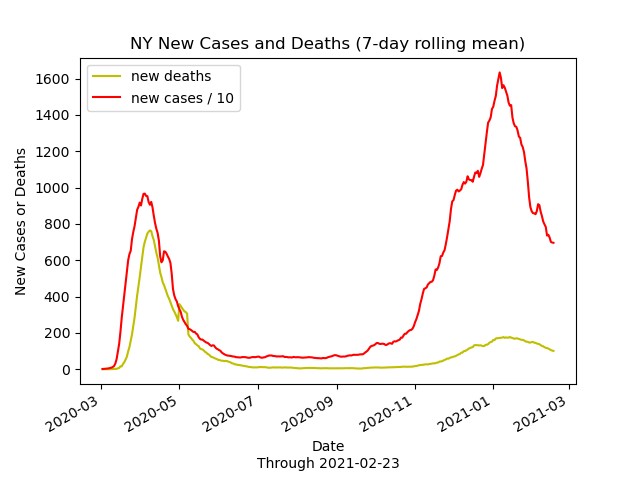 NY New Cases and Deaths (7-day rolling mean)
new deaths
new cases / 10
New Cases or Deaths
1600
1400
1200
1000
800
600
400
200
0
2020-03
2020-05
2020-07
2020-09
2020-11
2021-01
2021-03
Date
Through 2021-02-23